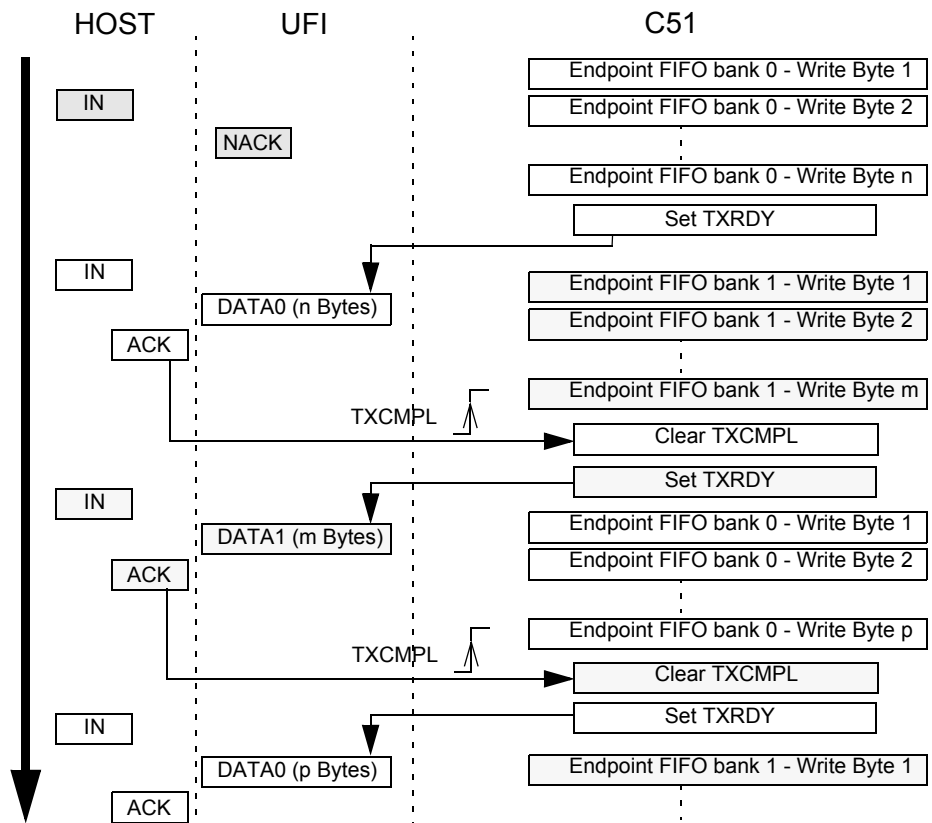 HOST UFI C51
Endpoint FIFO bank 0 - Write Byte 1
IN
Endpoint FIFO bank 0 - Write Byte 2
NACK
Endpoint FIFO bank 0 - Write Byte n
Set TXRDY
IN
Endpoint FIFO bank 1 - Write Byte 1
DATA0 (n Bytes)
Endpoint FIFO bank 1 - Write Byte 2
ACK
Endpoint FIFO bank 1 - Write Byte m
TXCMPL
Clear TXCMPL
Set TXRDY
IN
Endpoint FIFO bank 0 - Write Byte 1
DATA1 (m Bytes)
Endpoint FIFO bank 0 - Write Byte 2
ACK
Endpoint FIFO bank 0 - Write Byte p
TXCMPL
Clear TXCMPL
Set TXRDY
IN
DATA0 (p Bytes)
Endpoint FIFO bank 1 - Write Byte 1
ACK